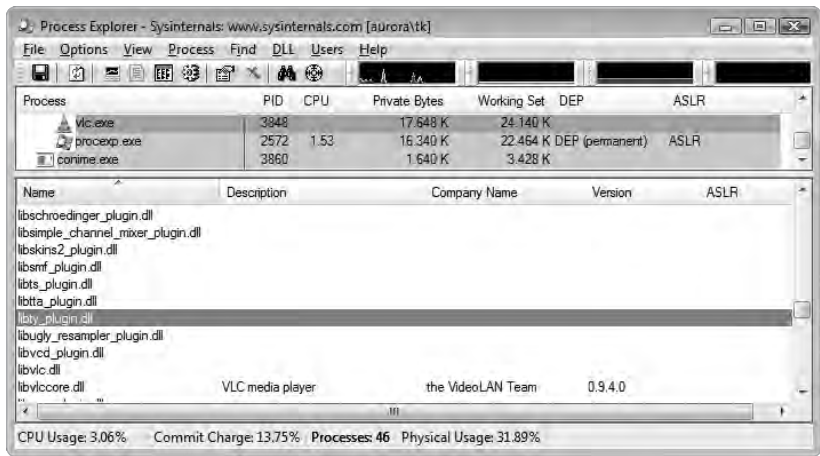 Process Explorer - Sysinternals: www.sysinternals.com [aurora\tk]
File Options View Process Find DLL Users Help
Process PID CPU Private Bytes Working Set DEP ASLR
vlc.exe 3848 17.648 K 24.140 K
procexp.exe 2572 1.53 16.340 K 22.464 K DEP (permanent) ASLR
conime.exe 3860 1.640 K 3.428 K
Name Description Company Name Version ASLR
libschroedinger_plugin.dll
libsimple_channel_mixer_plugin.dll
libskins2_plugin.dll
libsmf_plugin.dll
libts_plugin.dll
libtta_plugin.dll
libty_plugin.dll
libugly_resampler_plugin.dll
libvcd_plugin.dll
libvlc.dll
libvlccore.dll VLC media player the VideoLAN Team 0.9.4.0
CPU Usage: 3.06% Commit Charge: 13.75% Processes: 46 Physical Usage: 31.89%